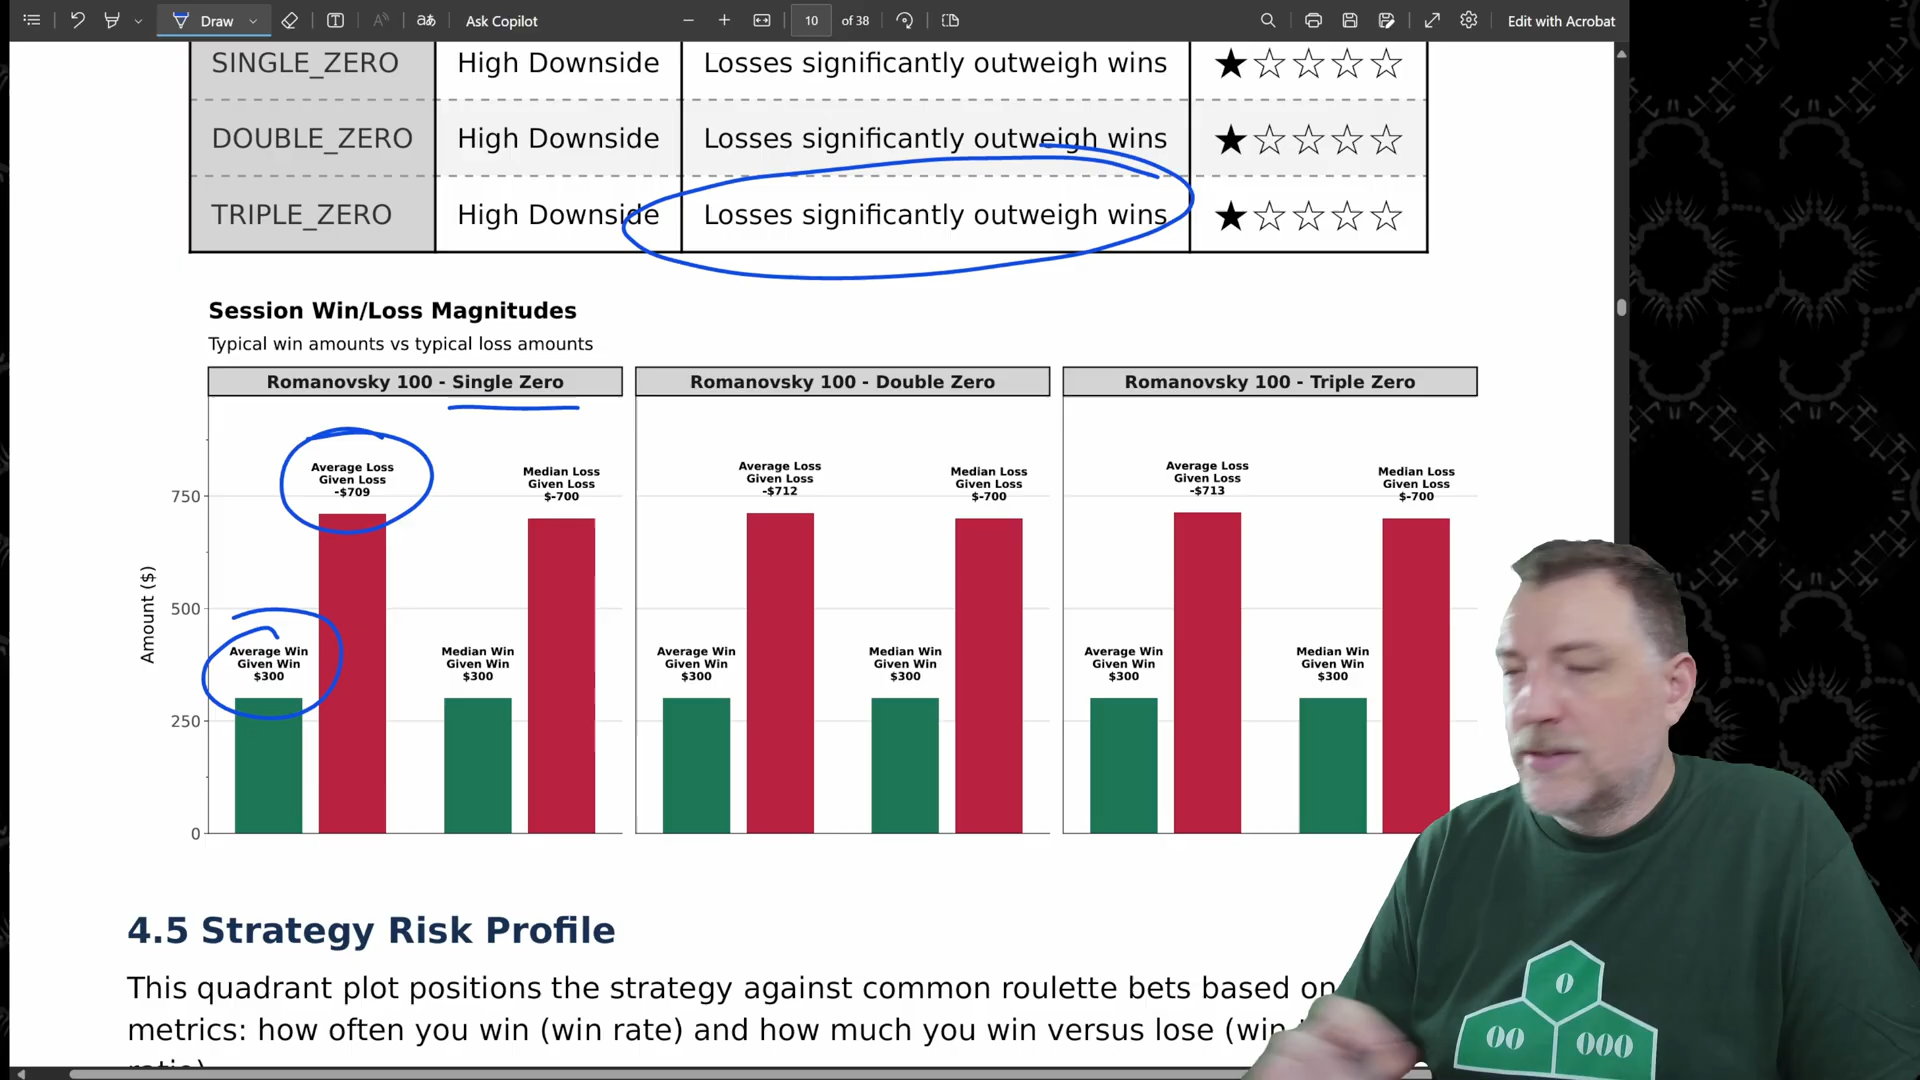 Draw
Ask Copilot
10 of 38
Edit with Acrobat
SINGLE_ZERO High Downside Losses significantly outweigh wins ★☆☆☆☆
DOUBLE_ZERO High Downside Losses significantly outweigh wins ★☆☆☆☆
TRIPLE_ZERO High Downside Losses significantly outweigh wins ★☆☆☆☆
Session Win/Loss Magnitudes
Typical win amounts vs typical loss amounts
Romanovsky 100 - Single Zero
Romanovsky 100 - Double Zero
Romanovsky 100 - Triple Zero
Amount ($)
750
500
250
0
Average Loss
Given Loss
-$709
Median Loss
Given Loss
$-700
Average Win
Given Win
$300
Median Win
Given Win
$300
Average Loss
Given Loss
-$712
Median Loss
Given Loss
$-700
Average Win
Given Win
$300
Median Win
Given Win
$300
Average Loss
Given Loss
-$713
Median Loss
Given Loss
$-700
Average Win
Given Win
$300
Median Win
Given Win
$300
4.5 Strategy Risk Profile
This quadrant plot positions the strategy against common roulette bets based on
metrics: how often you win (win rate) and how much you win versus lose (win
ratio)
0
00
000